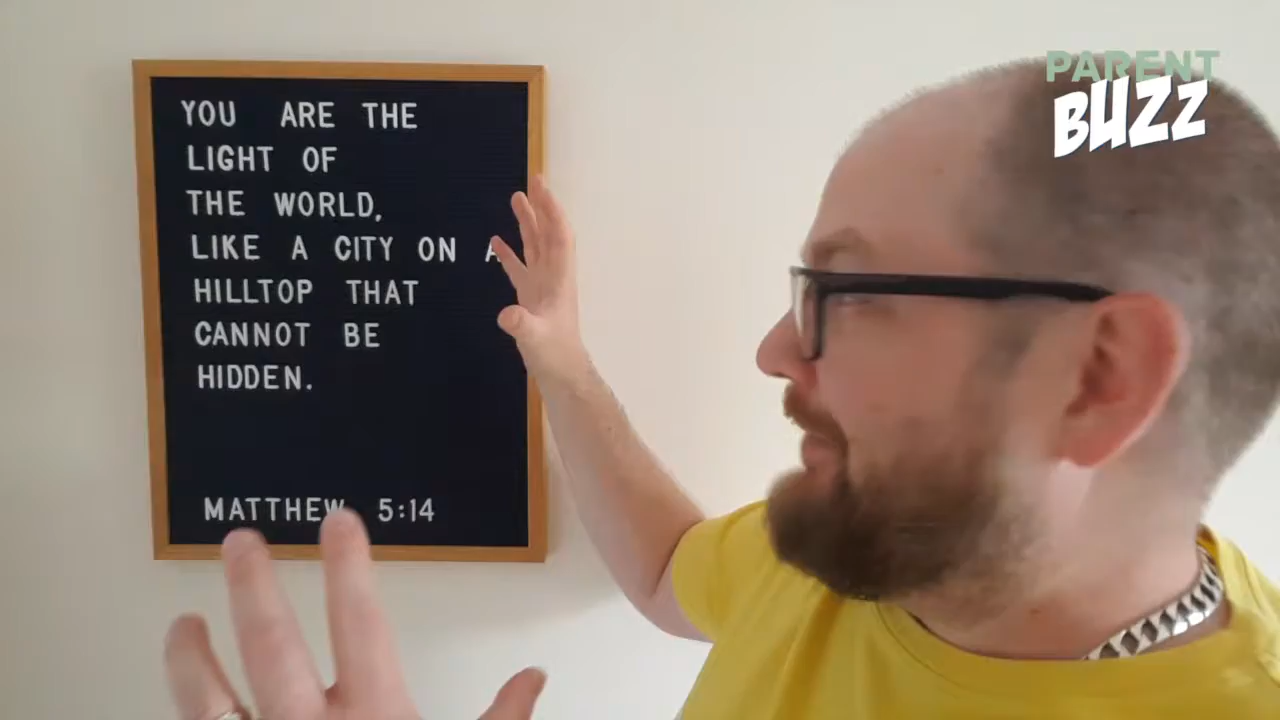 YOU ARE THE
LIGHT OF
THE WORLD,
LIKE A CITY ON A
HILLTOP THAT
CANNOT BE
HIDDEN.
MATTHEW 5:14
PARENT
BUZZ